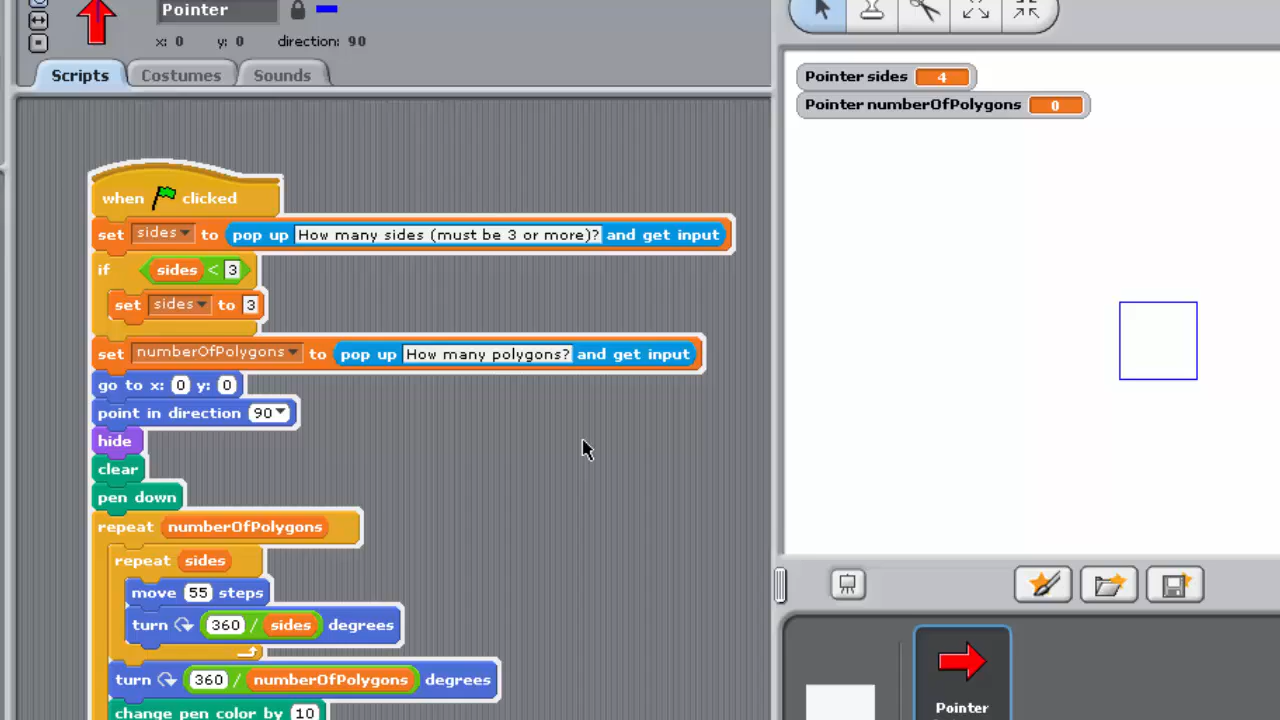 Pointer
x: 0 y: 0 direction: 90
Scripts Costumes Sounds
when clicked
set sides to pop up How many sides (must be 3 or more)? and get input
if sides < 3
set sides to 3
set numberOfPolygons to pop up How many polygons? and get input
go to x: 0 y: 0
point in direction 90
hide
clear
pen down
repeat numberOfPolygons
repeat sides
move 55 steps
turn 360 / sides degrees
turn 360 / numberOfPolygons degrees
change pen color by 10
Pointer sides 4
Pointer numberOfPolygons 0
Pointer